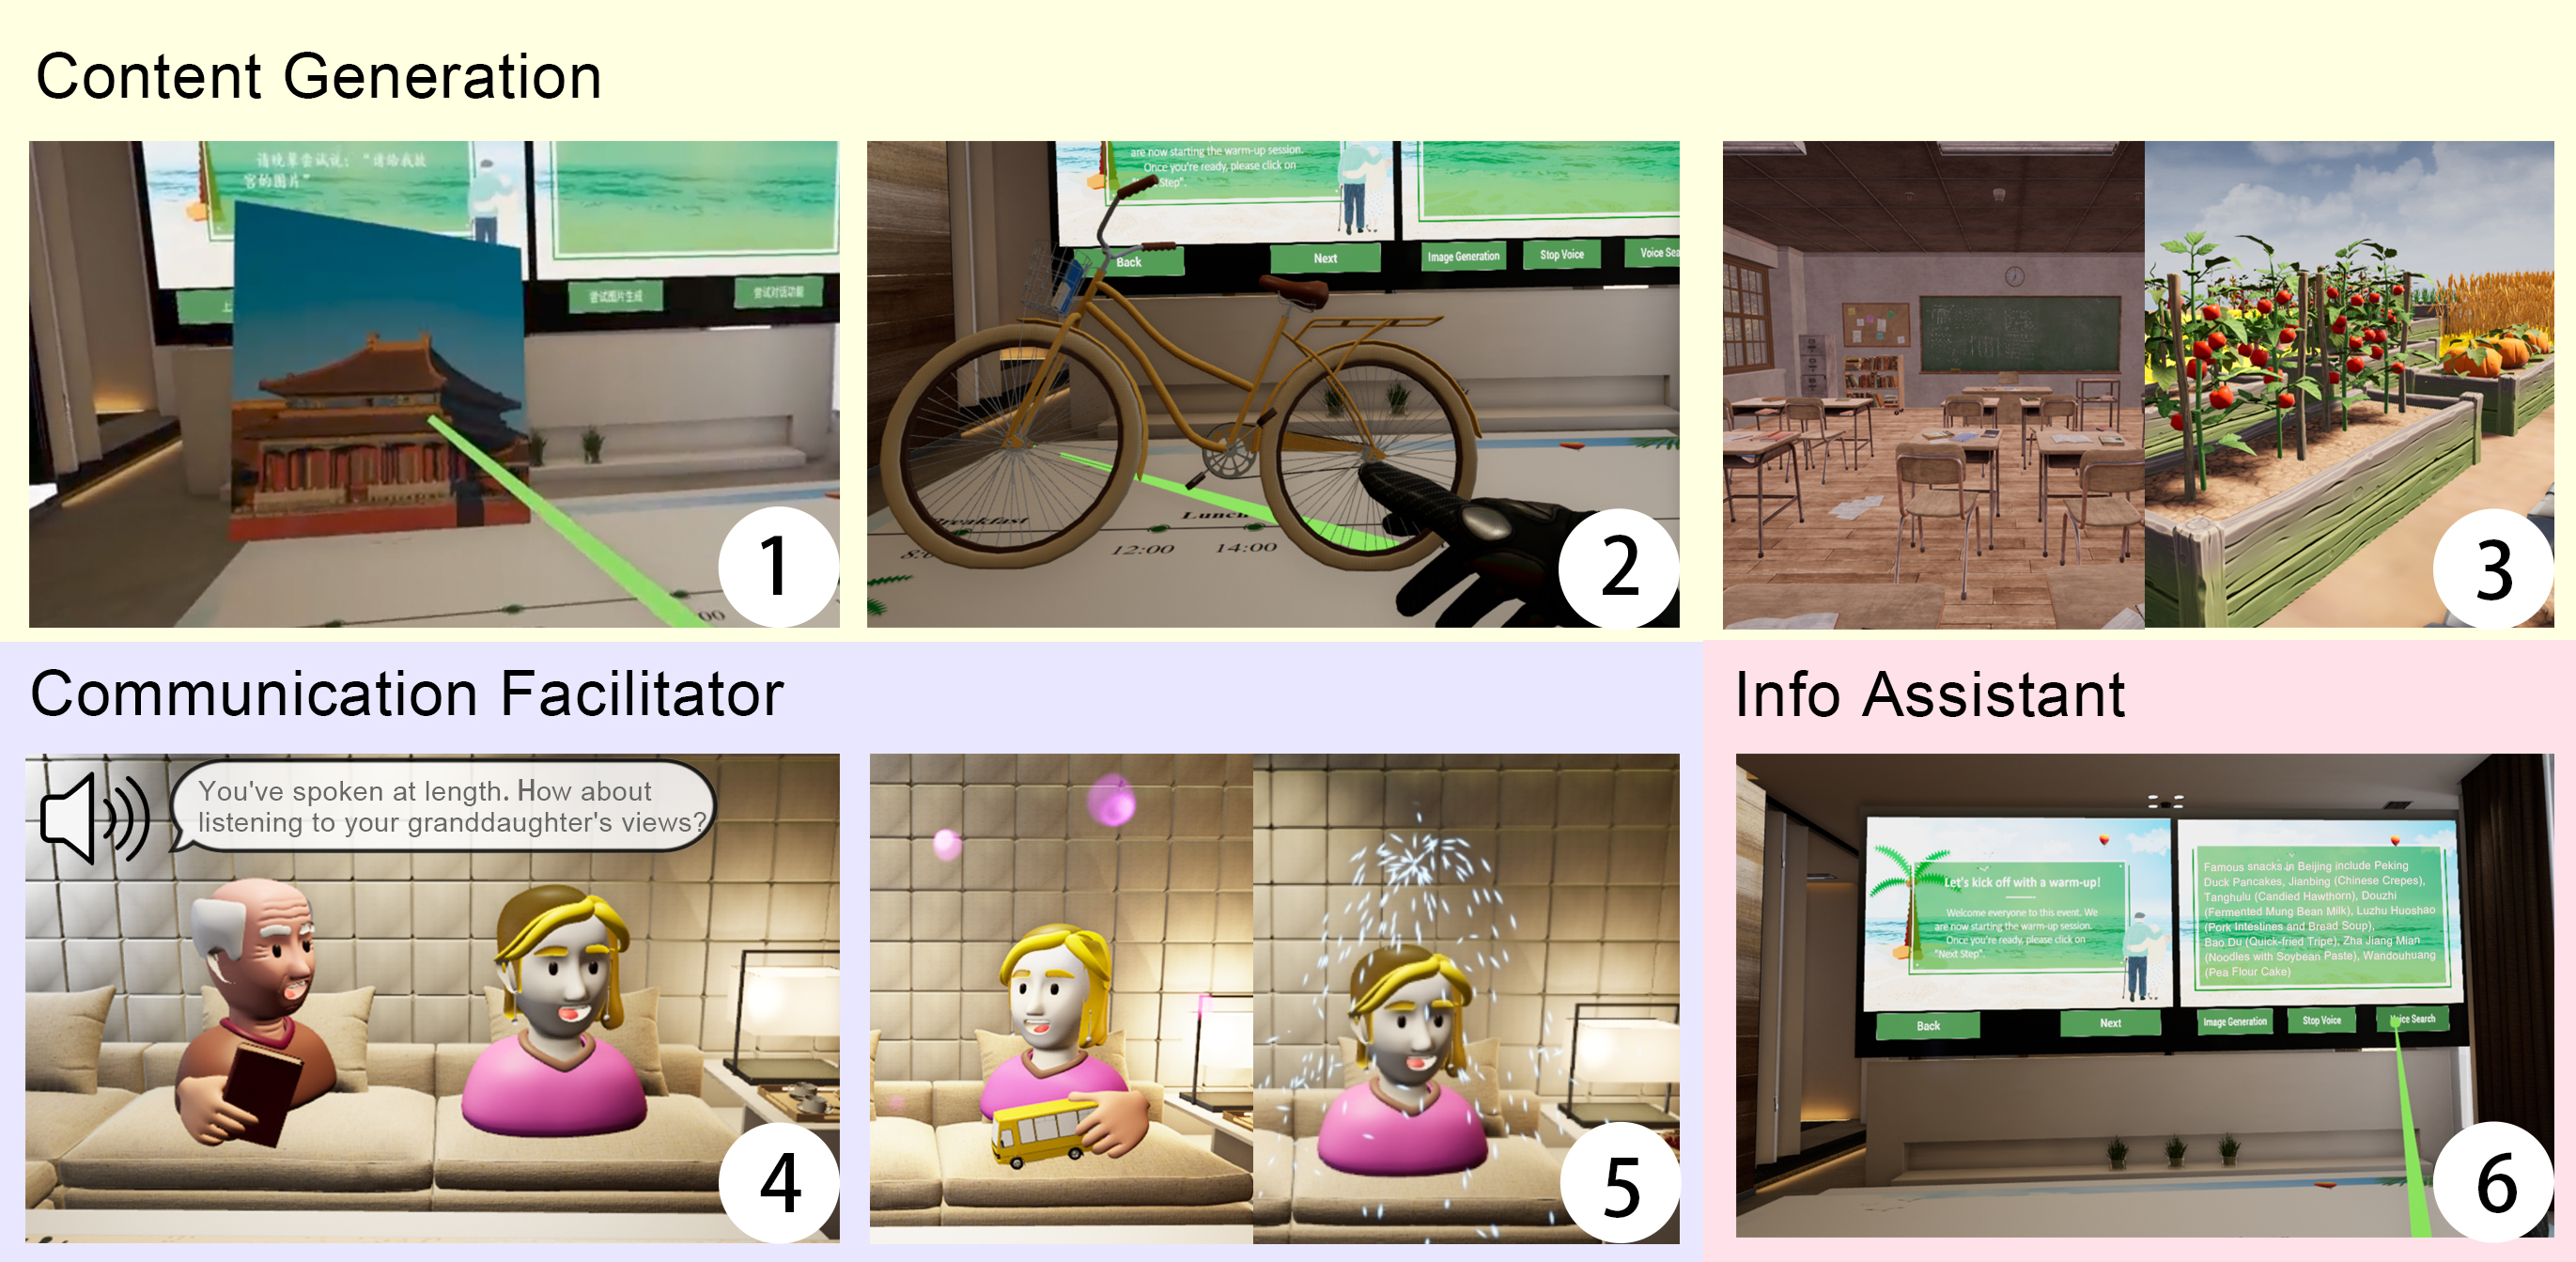 Content Generation
请晚辈尝试说：“请给我故
宫的图片”
上
尝试图片生成
尝试对话功能
00
1
are now starting the warm-up session.
Once you're ready, please click on
Step".
Back
Next
Image Generation
Stop Voice
Voice Sea
Breakfast
Lunch
8:0
12:00
14:00
2
3
Communication Facilitator
You've spoken at length. How about
listening to your granddaughter's views?
4
5
Info Assistant
Let's kick off with a warm-up!
Welcome everyone to this event. We
are now starting the warm-up session.
Once you're ready, please click on
"Next Step".
Famous snacks in Beijing include Peking
Duck Pancakes, Jianbing (Chinese Crepes),
Tanghulu (Candied Hawthorn), Douzhi
(Fermented Mung Bean Milk), Luzhu Huoshao
(Pork Intestines and Bread Soup),
Bao Du (Quick-fried Tripe), Zha Jiang Mian
(Noodles with Soybean Paste), Wandouhuang
(Pea Flour Cake)
Back
Next
Image Generation
Stop Voice
Voice Search
6